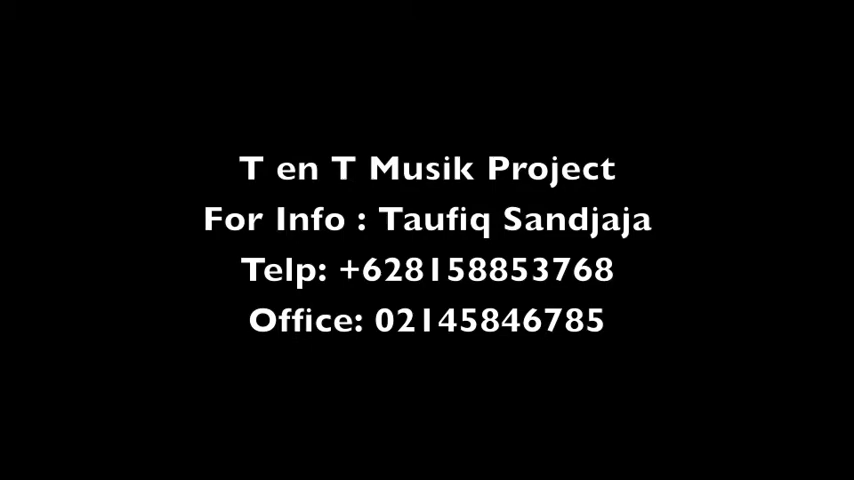 T en T Musik Project
For Info : Taufiq Sandjaja
Telp: +628158853768
Office: 02145846785